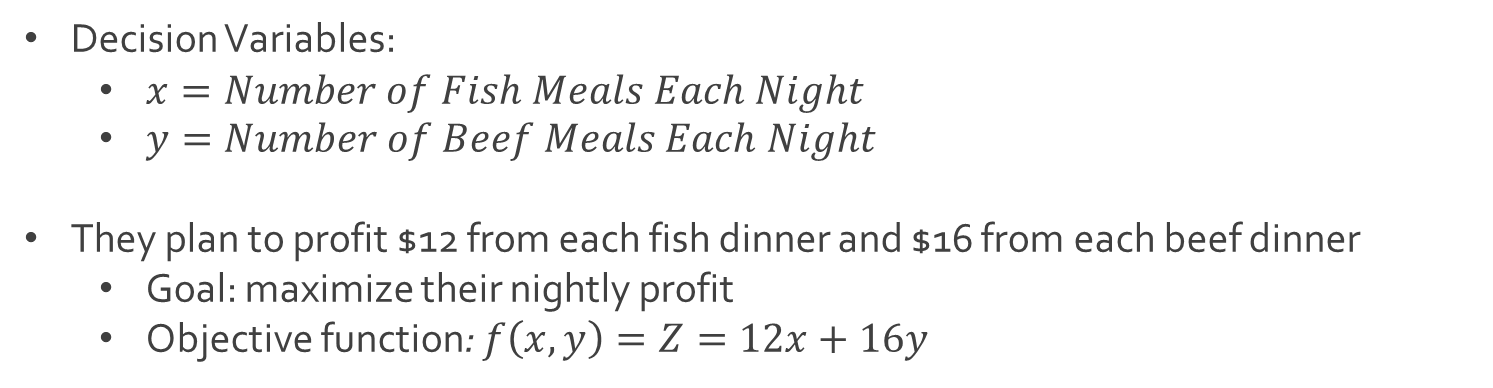 • Decision Variables:
• x = Number of Fish Meals Each Night
• y = Number of Beef Meals Each Night
• They plan to profit $12 from each fish dinner and $16 from each beef dinner
• Goal: maximize their nightly profit
• Objective function: f(x, y) = Z = 12x + 16y